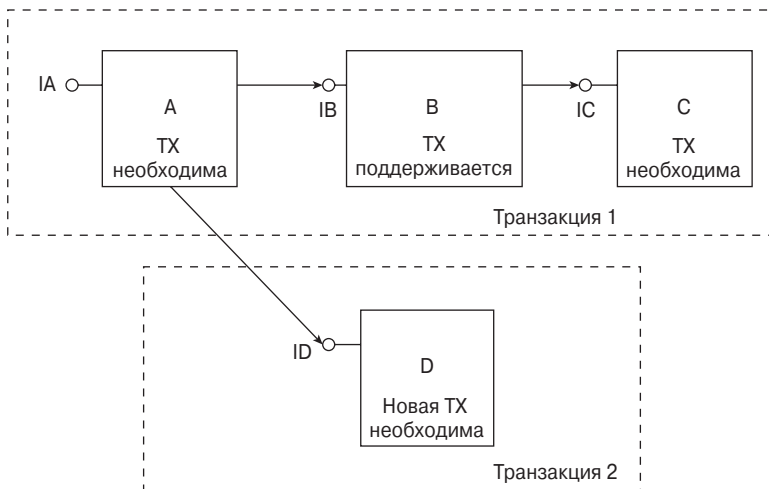 IA
A
TX
необходима
IB
B
TX
поддерживается
IC
C
TX
необходима
Транзакция 1
ID
D
Новая TX
необходима
Транзакция 2